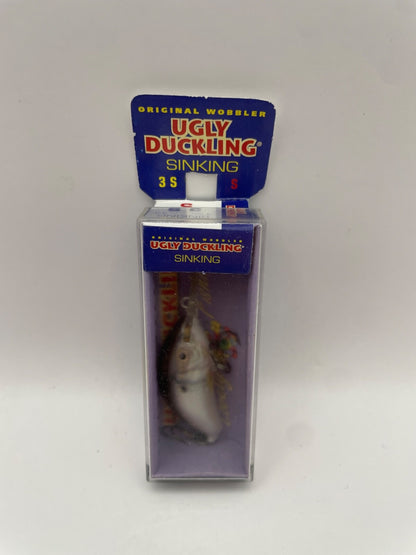 ORIGINAL WOBBLER
UGLY
DUCKLING®
SINKING
3 S S
ORIGINAL WOBBLER
UGLY DUCKLING®
SINKING